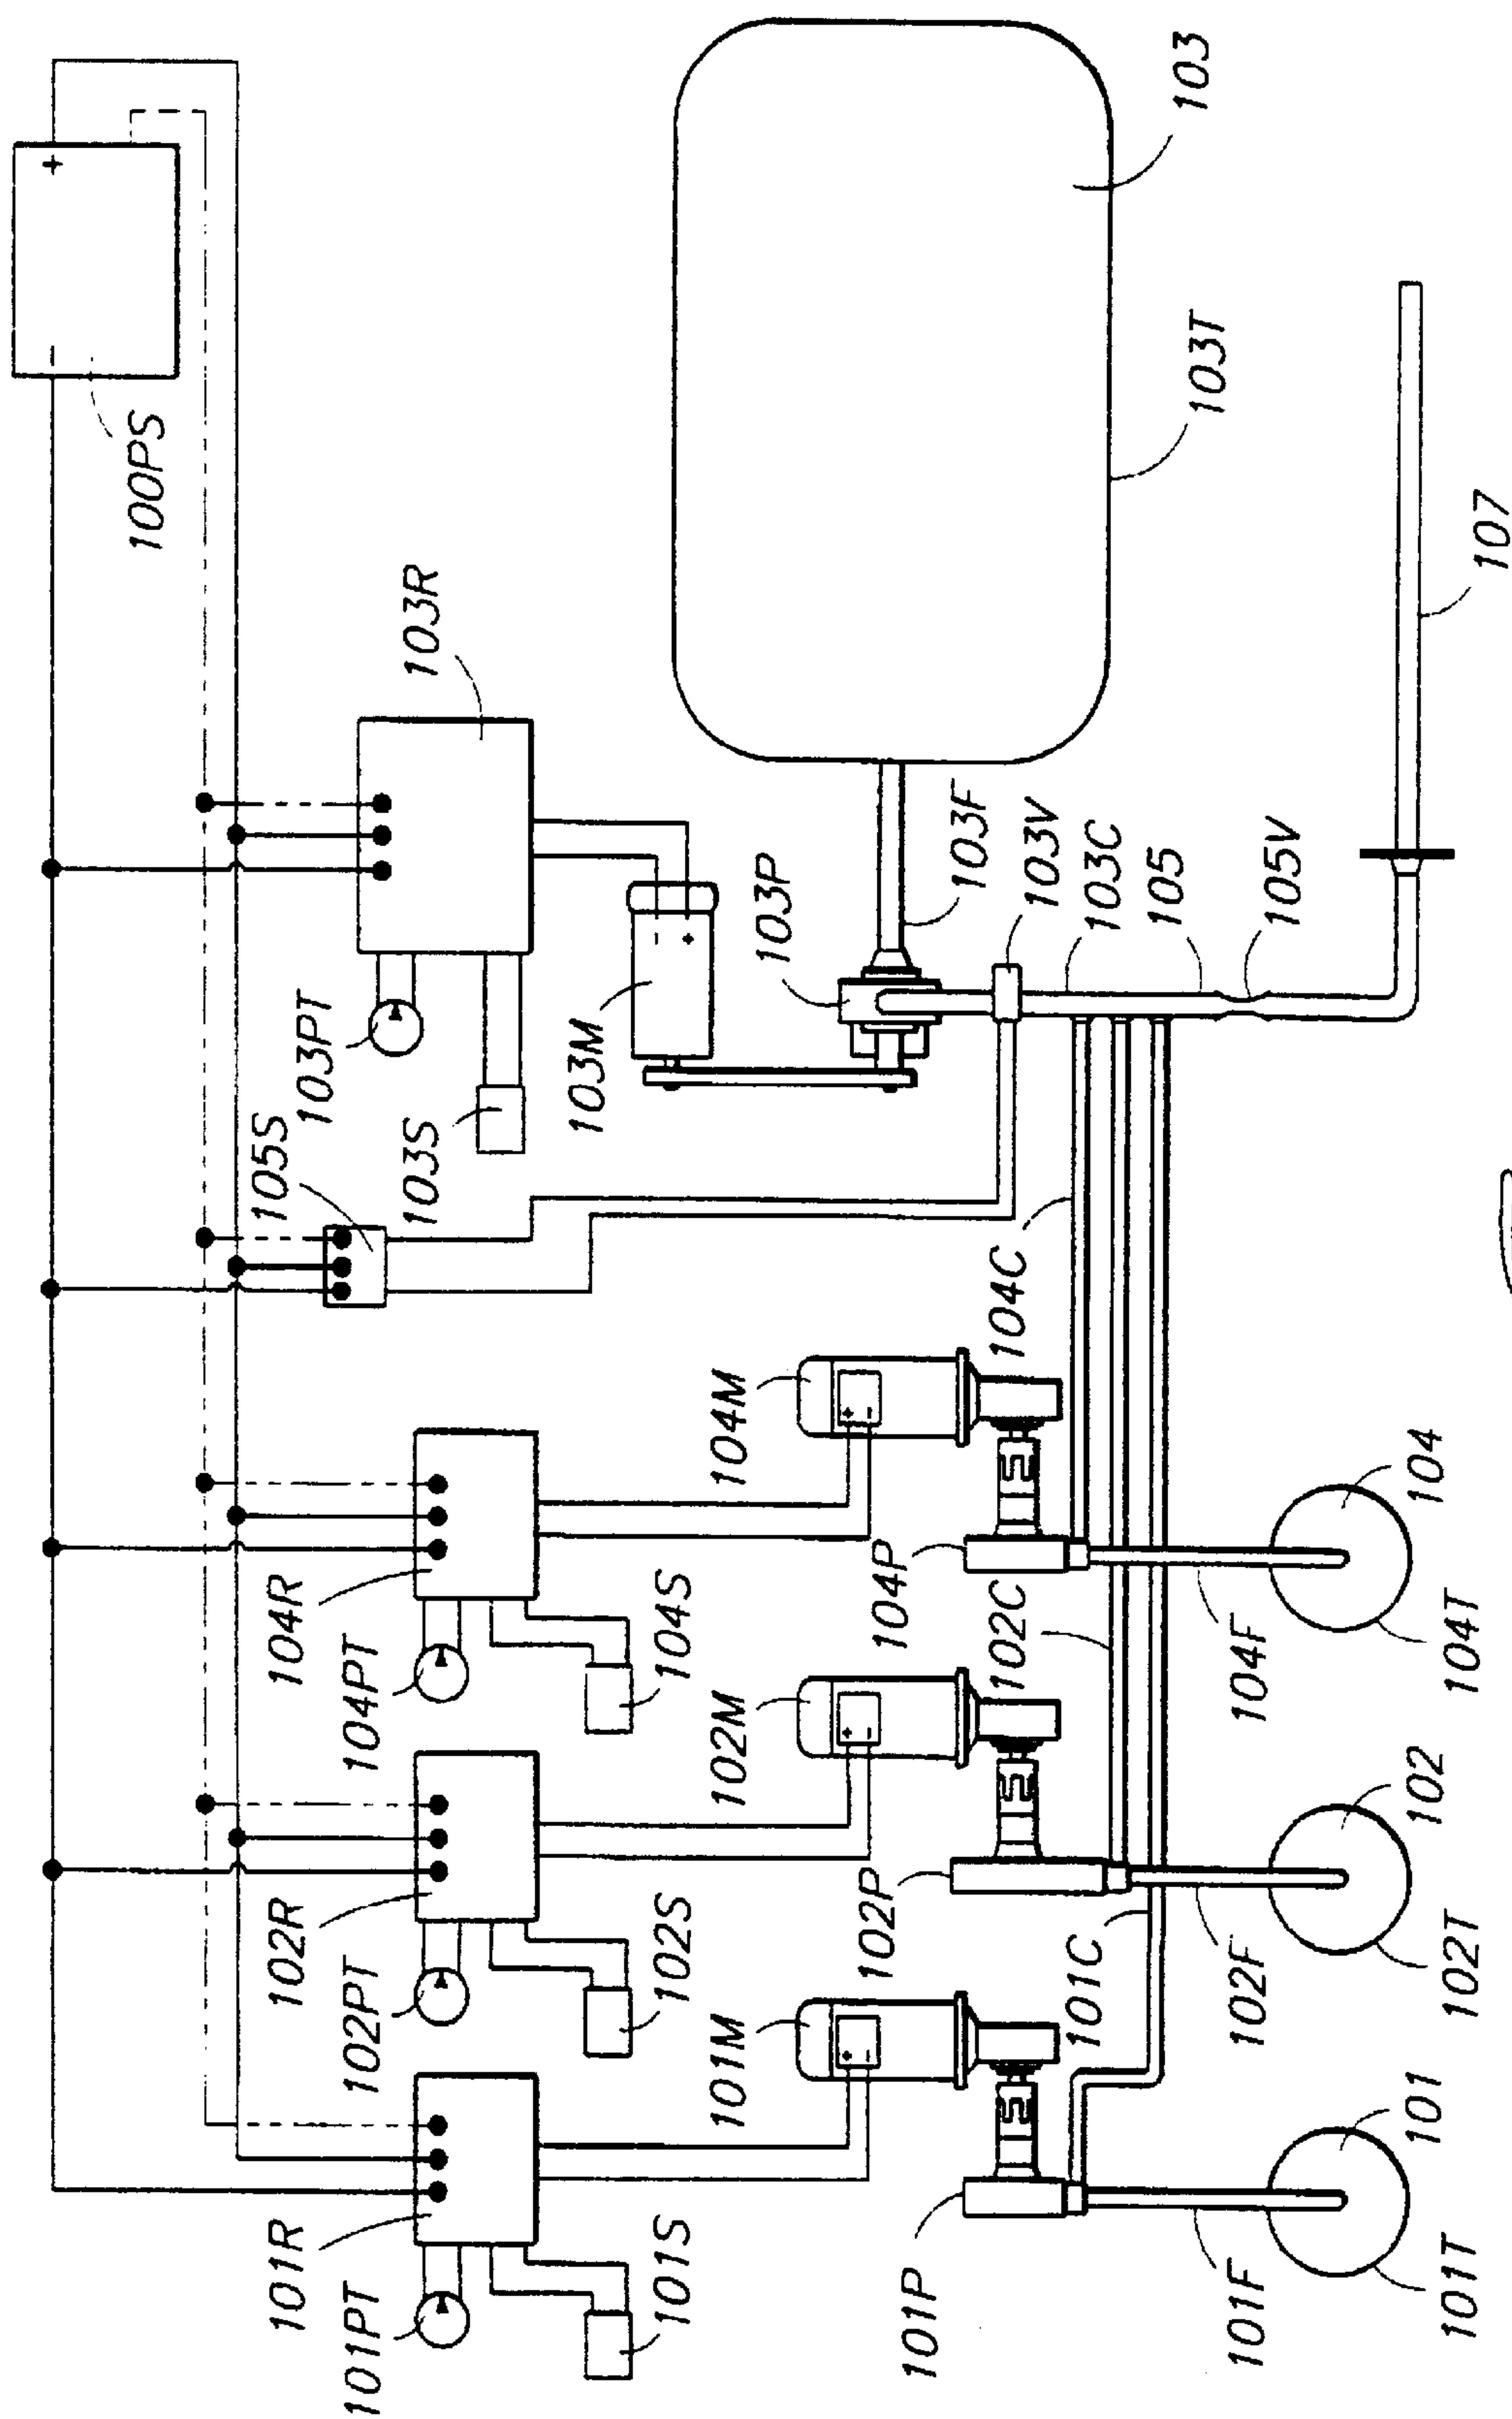 100PS
+
-
103
103T
107
103R
103F
103V
103C
105
105V
103P
103PT
103M
- +
103S
105S
104C
104M
+ -
104R
104PT
104S
104P
104F
104
104T
102C
102M
+ -
102R
102PT
102S
102P
102F
102
102T
101C
101M
+ -
101R
101PT
101S
101P
101F
101
101T